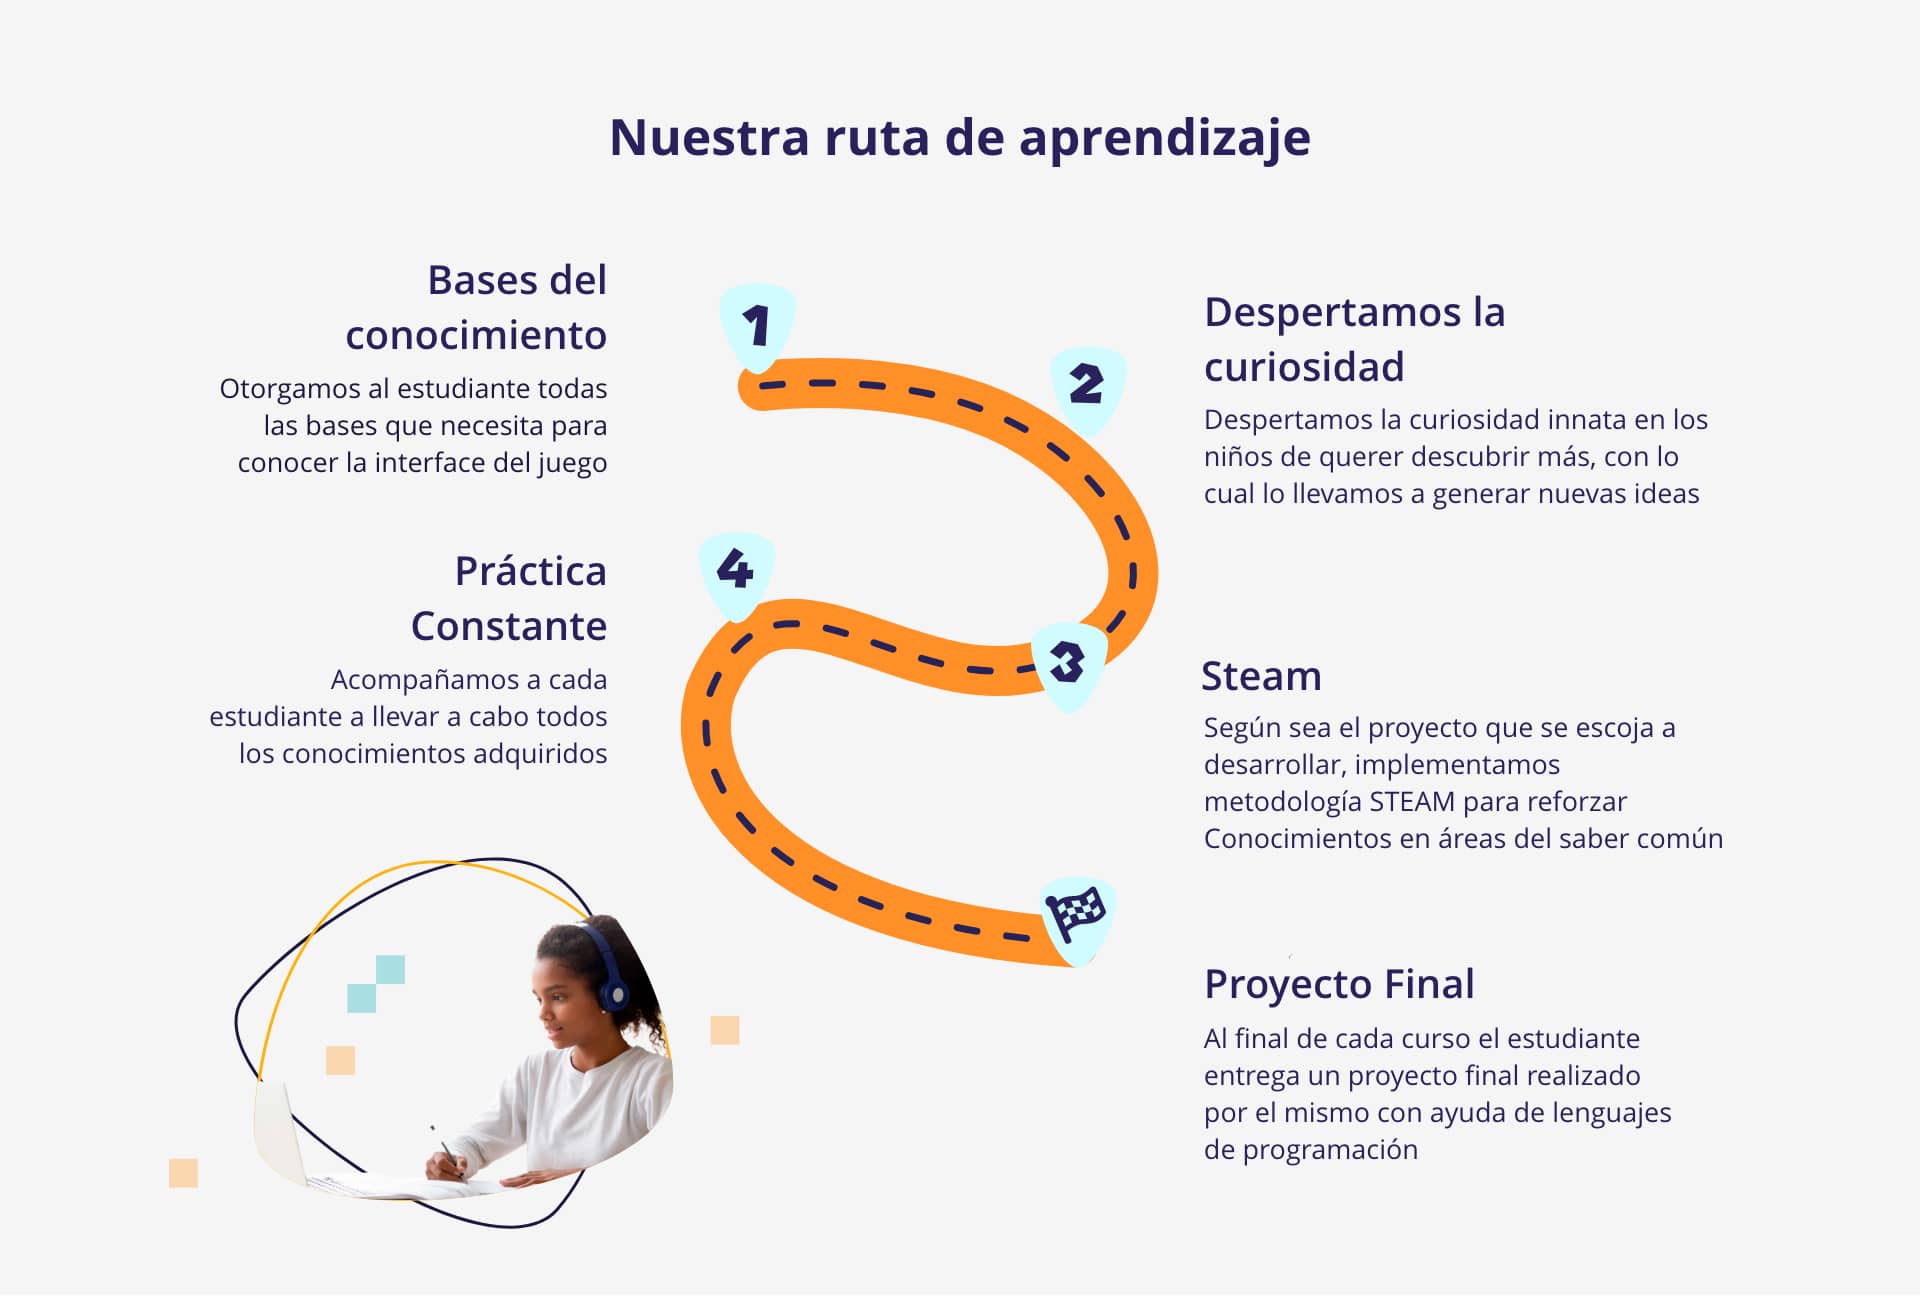 Nuestra ruta de aprendizaje
1
Bases del
conocimiento
Otorgamos al estudiante todas
las bases que necesita para
conocer la interface del juego
2
Despertamos la
curiosidad
Despertamos la curiosidad innata en los
niños de querer descubrir más, con lo
cual lo llevamos a generar nuevas ideas
3
Steam
Según sea el proyecto que se escoja a
desarrollar, implementamos
metodología STEAM para reforzar
Conocimientos en áreas del saber común
4
Práctica
Constante
Acompañamos a cada
estudiante a llevar a cabo todos
los conocimientos adquiridos
Proyecto Final
Al final de cada curso el estudiante
entrega un proyecto final realizado
por el mismo con ayuda de lenguajes
de programación